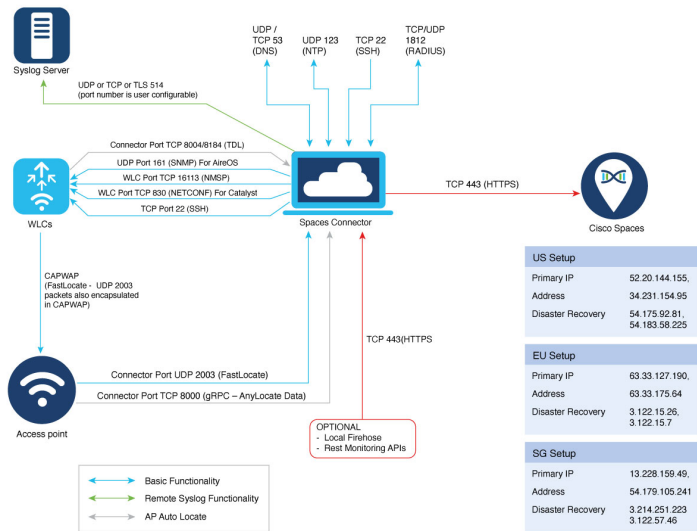 UDP /
TCP 53
(DNS)
UDP 123
(NTP)
TCP 22
(SSH)
TCP/UDP
1812
(RADIUS)
Syslog Server
UDP or TCP or TLS 514
(port number is user configurable)
Connector Port TCP 8004/8184 (TDL)
UDP Port 161 (SNMP) For AireOS
WLC Port TCP 16113 (NMSP)
WLC Port TCP 830 (NETCONF) For Catalyst
TCP Port 22 (SSH)
WLCs
Spaces Connector
TCP 443 (HTTPS)
Cisco Spaces
CAPWAP
(FastLocate - UDP 2003
packets also encapsulated
in CAPWAP)
TCP 443(HTTPS
Connector Port UDP 2003 (FastLocate)
Connector Port TCP 8000 (gRPC – AnyLocate Data)
Access point
OPTIONAL
- Local Firehose
- Rest Monitoring APIs
Basic Functionality
Remote Syslog Functionality
AP Auto Locate
US Setup
Primary IP 52.20.144.155,
Address 34.231.154.95
Disaster Recovery 54.175.92.81,
54.183.58.225
EU Setup
Primary IP 63.33.127.190,
Address 63.33.175.64
Disaster Recovery 3.122.15.26,
3.122.15.7
SG Setup
Primary IP 13.228.159.49,
Address 54.179.105.241
Disaster Recovery 3.214.251.223
3.122.57.46